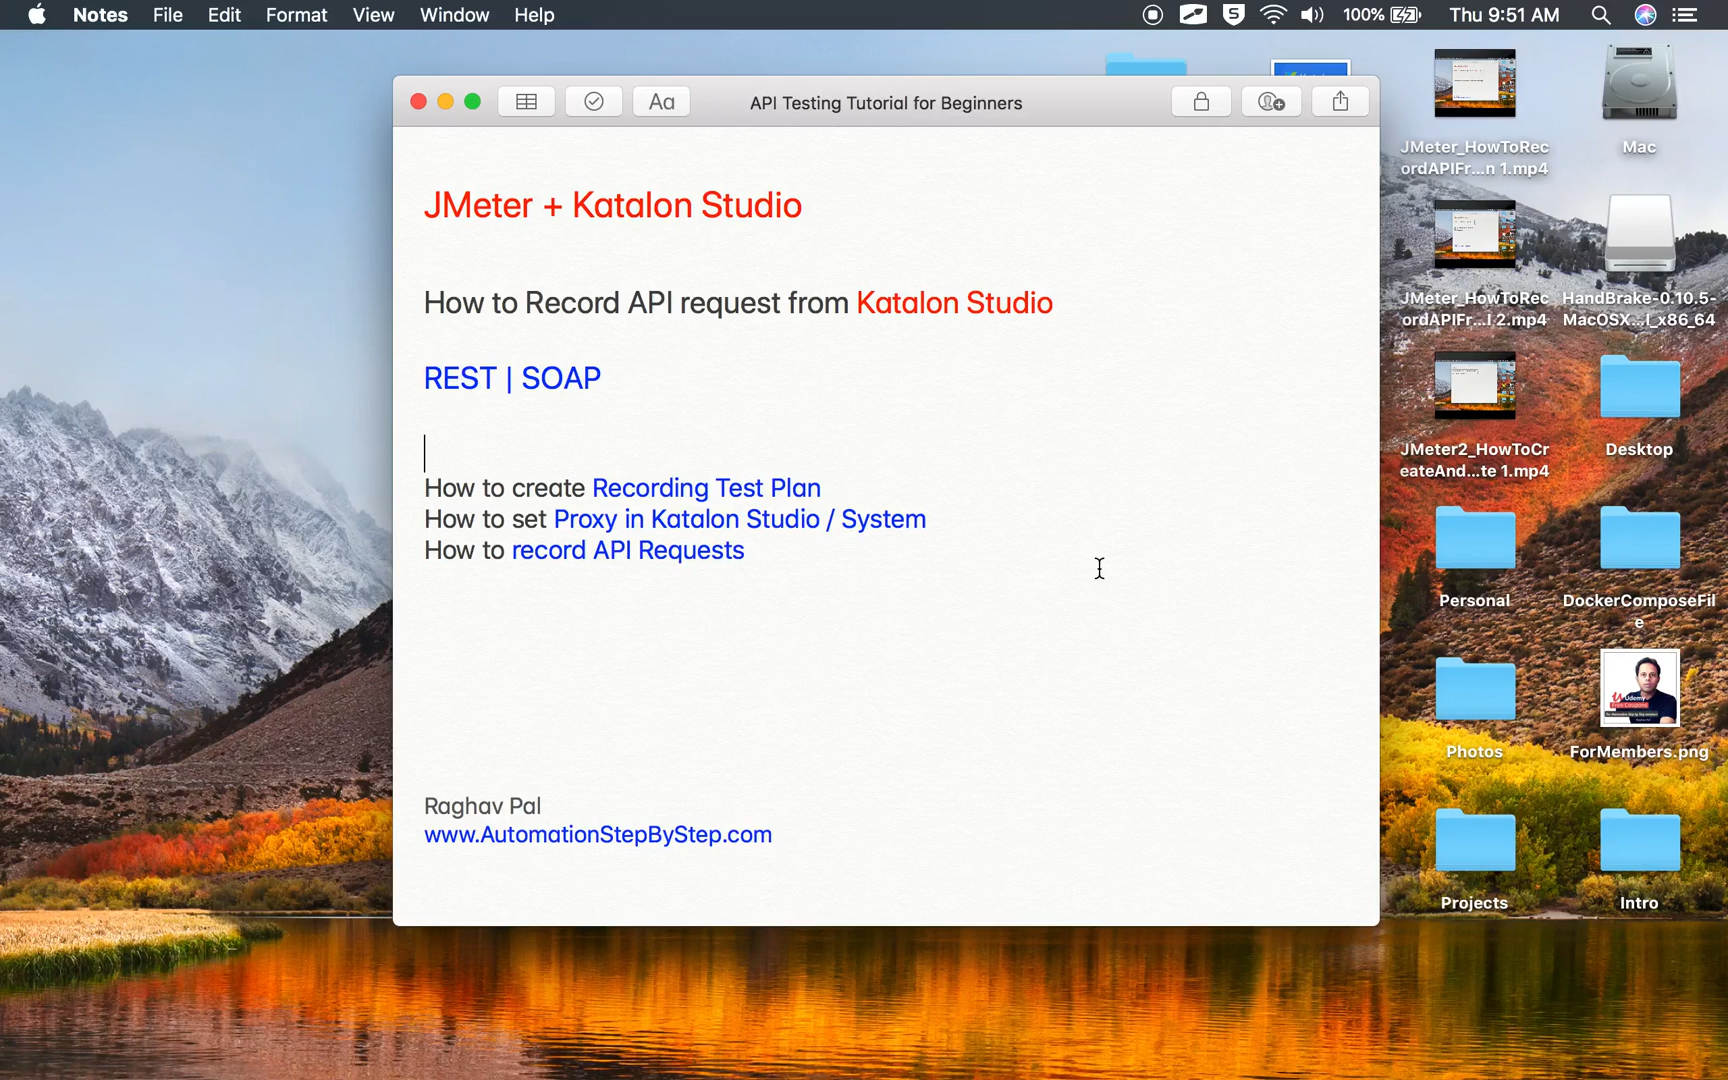 Notes File Edit Format View Window Help
100% Thu 9:51 AM
Aa API Testing Tutorial for Beginners
JMeter + Katalon Studio
How to Record API request from Katalon Studio
REST | SOAP
How to create Recording Test Plan
How to set Proxy in Katalon Studio / System
How to record API Requests
Raghav Pal
www.AutomationStepByStep.com
JMeter_HowToRec
ordAPIFr...n 1.mp4
Mac
JMeter_HowToRec
ordAPIFr...l 2.mp4
HandBrake-0.10.5-
MacOSX...l_x86_64
JMeter2_HowToCr
eateAnd...te 1.mp4
Desktop
Personal
DockerComposeFil
e
Photos
Udemy
Free Coupons
ForMembers.png
Projects
Intro